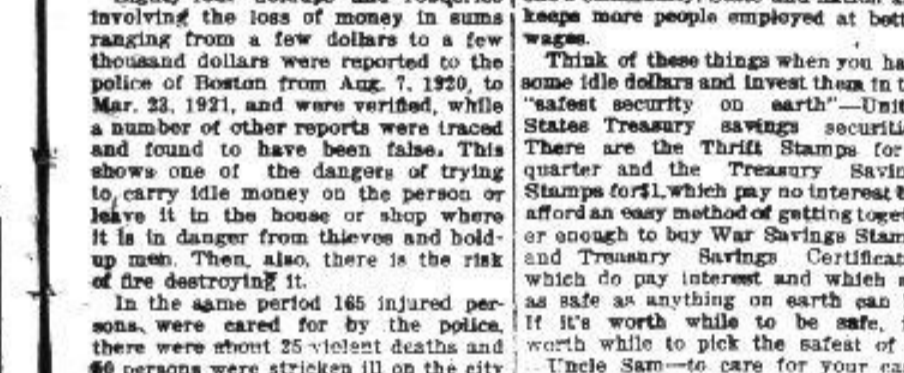 involving the loss of money in sums
ranging from a few dollars to a few
thousand dollars were reported to the
police of Boston from Aug. 7, 1920, to
Mar. 23, 1921, and were verified, while
a number of other reports were traced
and found to have been false. This
shows one of the dangers of trying
to carry idle money on the person or
leave it in the house or shop where
it is in danger from thieves and hold-
up men. Then, also, there is the risk
of fire destroying it.
In the same period 165 injured per-
sons, were cared for by the police,
there were about 25 violent deaths and
persons were stricken ill on the city
keeps more people employed at bett
wages.
Think of these things when you ha
some idle dollars and invest them in t
"safest security on earth"—Unit
States Treasury savings securiti
There are the Thrift Stamps for
quarter and the Treasury Savin
Stamps for $1, which pay no interest
afford an easy method of getting toget
er enough to buy War Savings Stam
and Treasury Savings Certificat
which do pay interest and which
as safe as anything on earth can
If it's worth while to be safe,
worth while to pick the safest of
Uncle Sam—to care for your